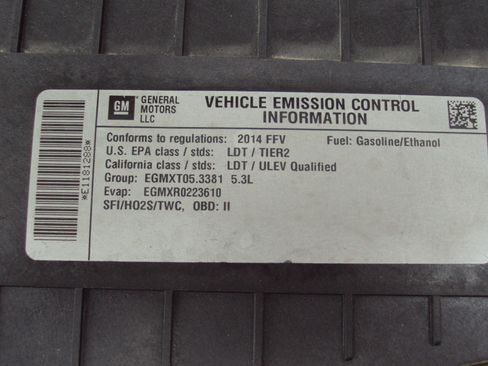 GM GENERAL MOTORS LLC
VEHICLE EMISSION CONTROL
INFORMATION
Conforms to regulations: 2014 FFV Fuel: Gasoline/Ethanol
U.S. EPA class / stds: LDT / TIER2
California class / stds: LDT / ULEV Qualified
Group: EGMXT05.3381 5.3L
Evap: EGMXR0223610
SFI/HO2S/TWC, OBD: II
*E1181288W*